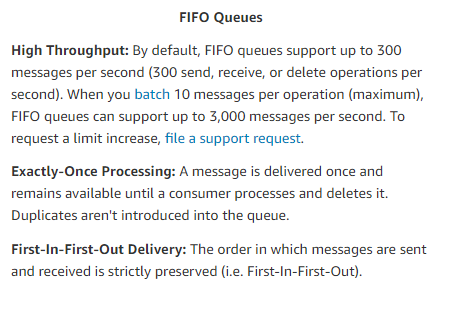 FIFO Queues
High Throughput: By default, FIFO queues support up to 300
messages per second (300 send, receive, or delete operations per
second). When you batch 10 messages per operation (maximum),
FIFO queues can support up to 3,000 messages per second. To
request a limit increase, file a support request.
Exactly-Once Processing: A message is delivered once and
remains available until a consumer processes and deletes it.
Duplicates aren't introduced into the queue.
First-In-First-Out Delivery: The order in which messages are sent
and received is strictly preserved (i.e. First-In-First-Out).